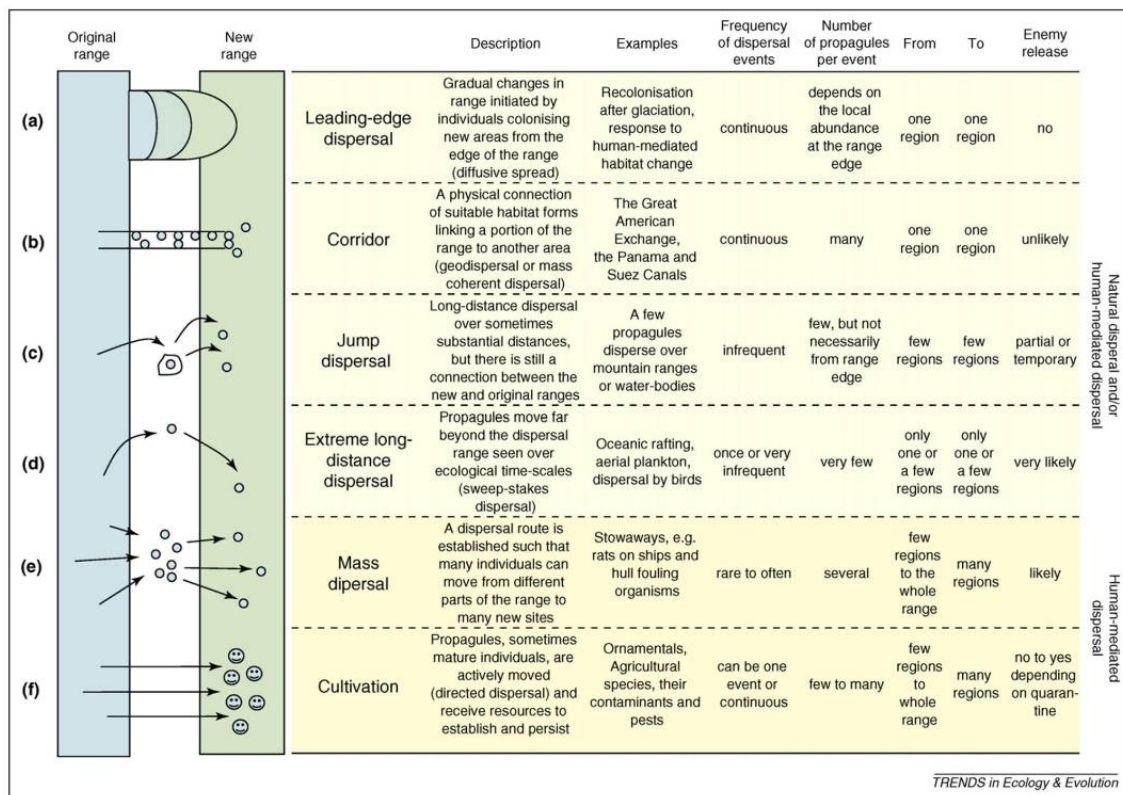 Original
range
New
range
Description
Examples
Frequency
of dispersal
events
Number
of propagules
per event
From
To
Enemy
release
(a)
Leading-edge
dispersal
Gradual changes in
range initiated by
individuals colonising
new areas from the
edge of the range
(diffusive spread)
Recolonisation
after glaciation,
response to
human-mediated
habitat change
continuous
depends on
the local
abundance
at the range
edge
one
region
one
region
no
(b)
Corridor
A physical connection
of suitable habitat forms
linking a portion of the
range to another area
(geodispersal or mass
coherent dispersal)
The Great
American
Exchange,
the Panama and
Suez Canals
continuous
many
one
region
one
region
unlikely
(c)
Jump
dispersal
Long-distance dispersal
over sometimes
substantial distances,
but there is still a
connection between the
new and original ranges
A few
propagules
disperse over
mountain ranges
or water-bodies
infrequent
few, but not
necessarily
from range
edge
few
regions
few
regions
partial or
temporary
(d)
Extreme long-
distance
dispersal
Propagules move far
beyond the dispersal
range seen over
ecological time-scales
(sweep-stakes
dispersal)
Oceanic rafting,
aerial plankton,
dispersal by birds
once or very
infrequent
very few
only
one or
a few
regions
only
one or
a few
regions
very likely
Natural disperal and/or
human-mediated dispersal
(e)
Mass
dipersal
A dispersal route is
established such that
many individuals can
move from different
parts of the range to
many new sites
Stowaways, e.g.
rats on ships and
hull fouling
organisms
rare to often
several
few
regions
to the
whole
range
many
regions
likely
(f)
Cultivation
Propagules, sometimes
mature individuals, are
actively moved
(directed dispersal) and
receive resources to
establish and persist
Ornamentals,
Agricultural
species, their
contaminants and
pests
can be one
event or
continuous
few to many
few
regions
to
whole
range
many
regions
no to yes
depending
on quaran-
tine
Human-mediated
dispersal
TRENDS in Ecology & Evolution